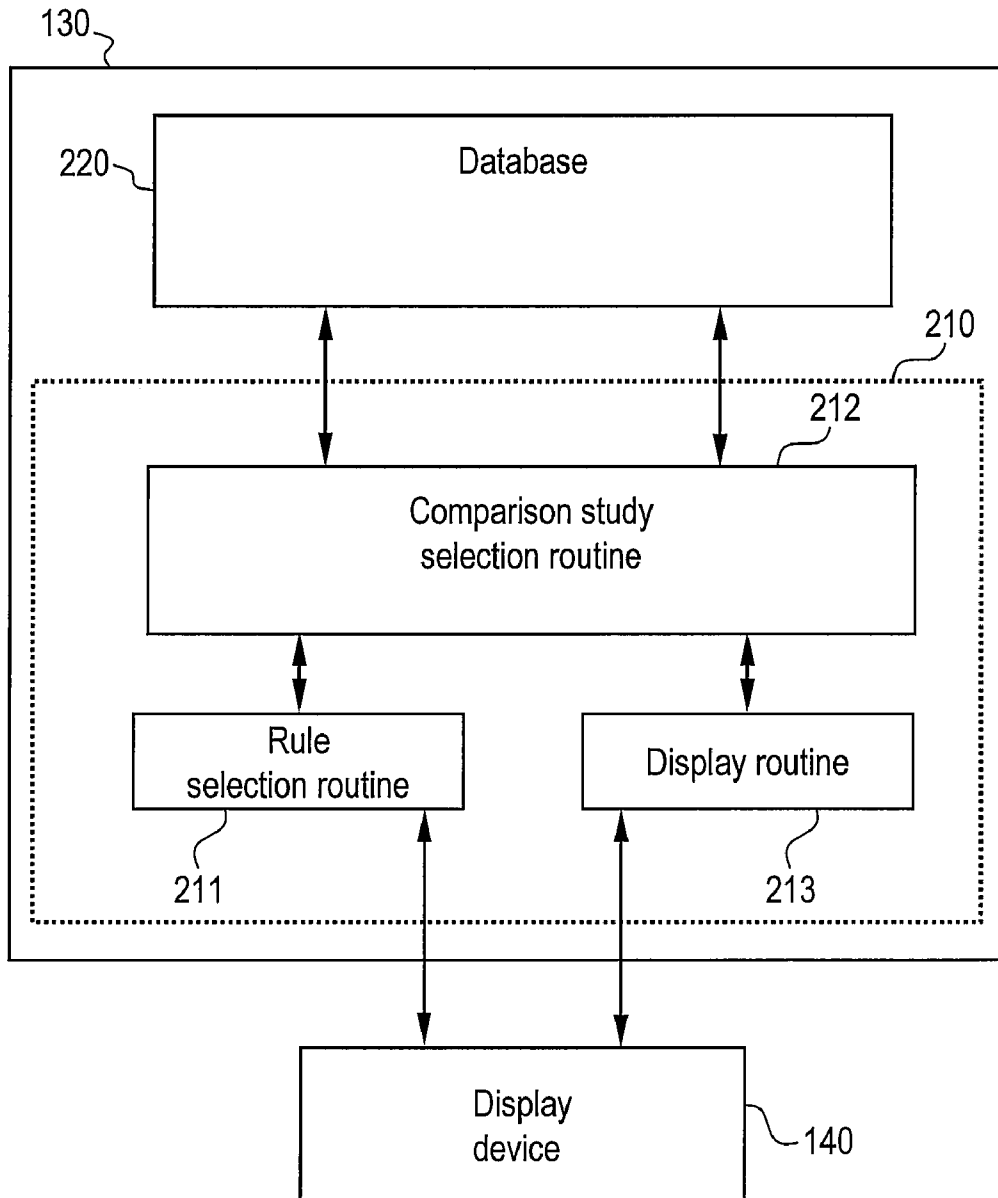 130
220
Database
210
212
Comparison study
selection routine
Rule
selection routine
Display routine
211
213
Display
device
140